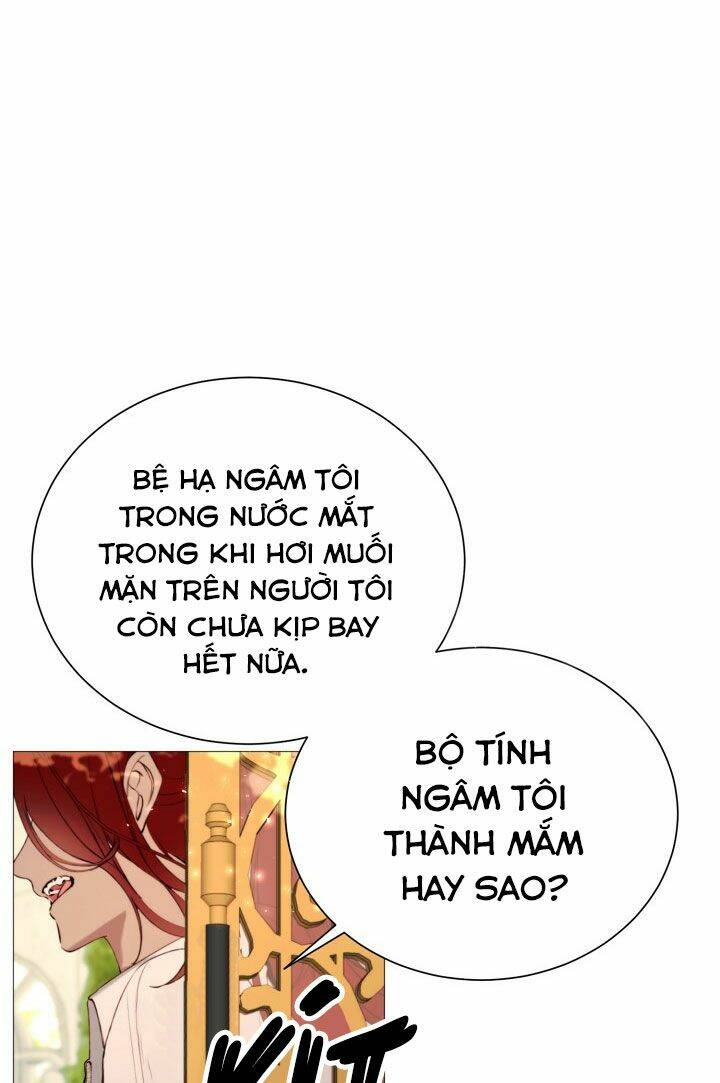 BỆ HẠ NGÂM TÔI
TRONG NƯỚC MẮT
TRONG KHI HƠI MUỐI
MẶN TRÊN NGƯỜI TÔI
CÒN CHƯA KỊP BAY
HẾT NỮA.
BỘ TÍNH
NGÂM TÔI
THÀNH MẮM
HAY SAO?
KÍT